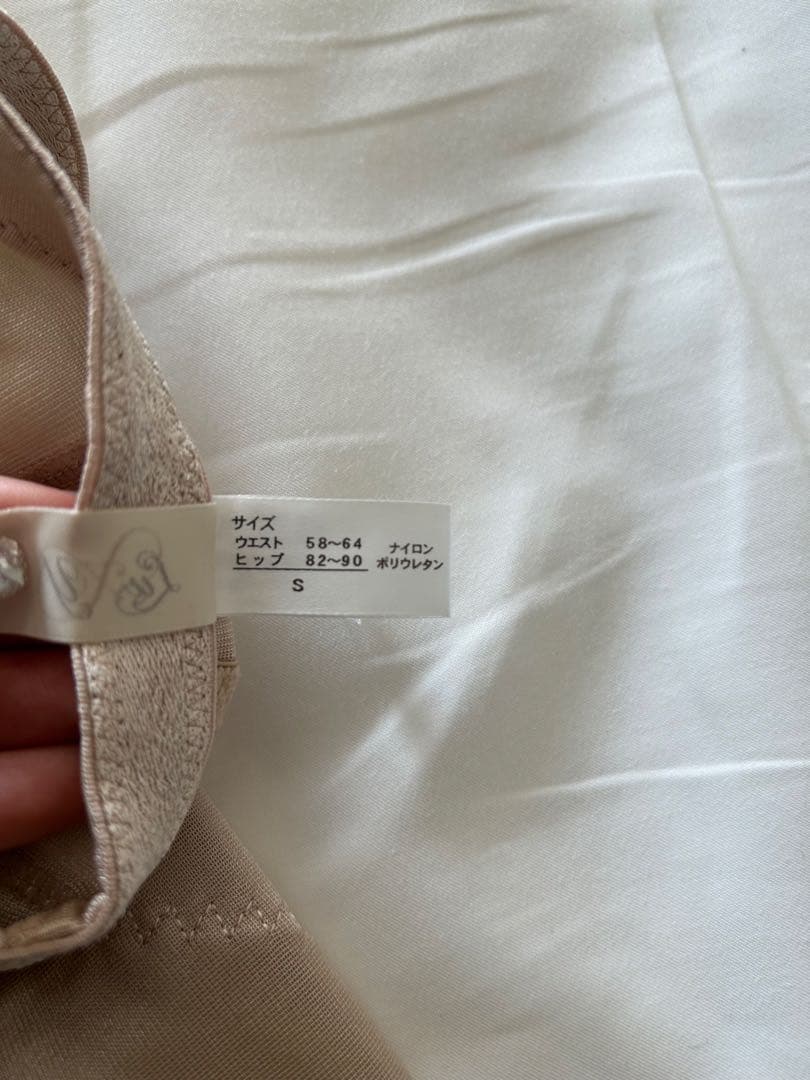 サイズ
ウエスト 58～64
ヒップ 82～90
S
ナイロン
ポリウレタン